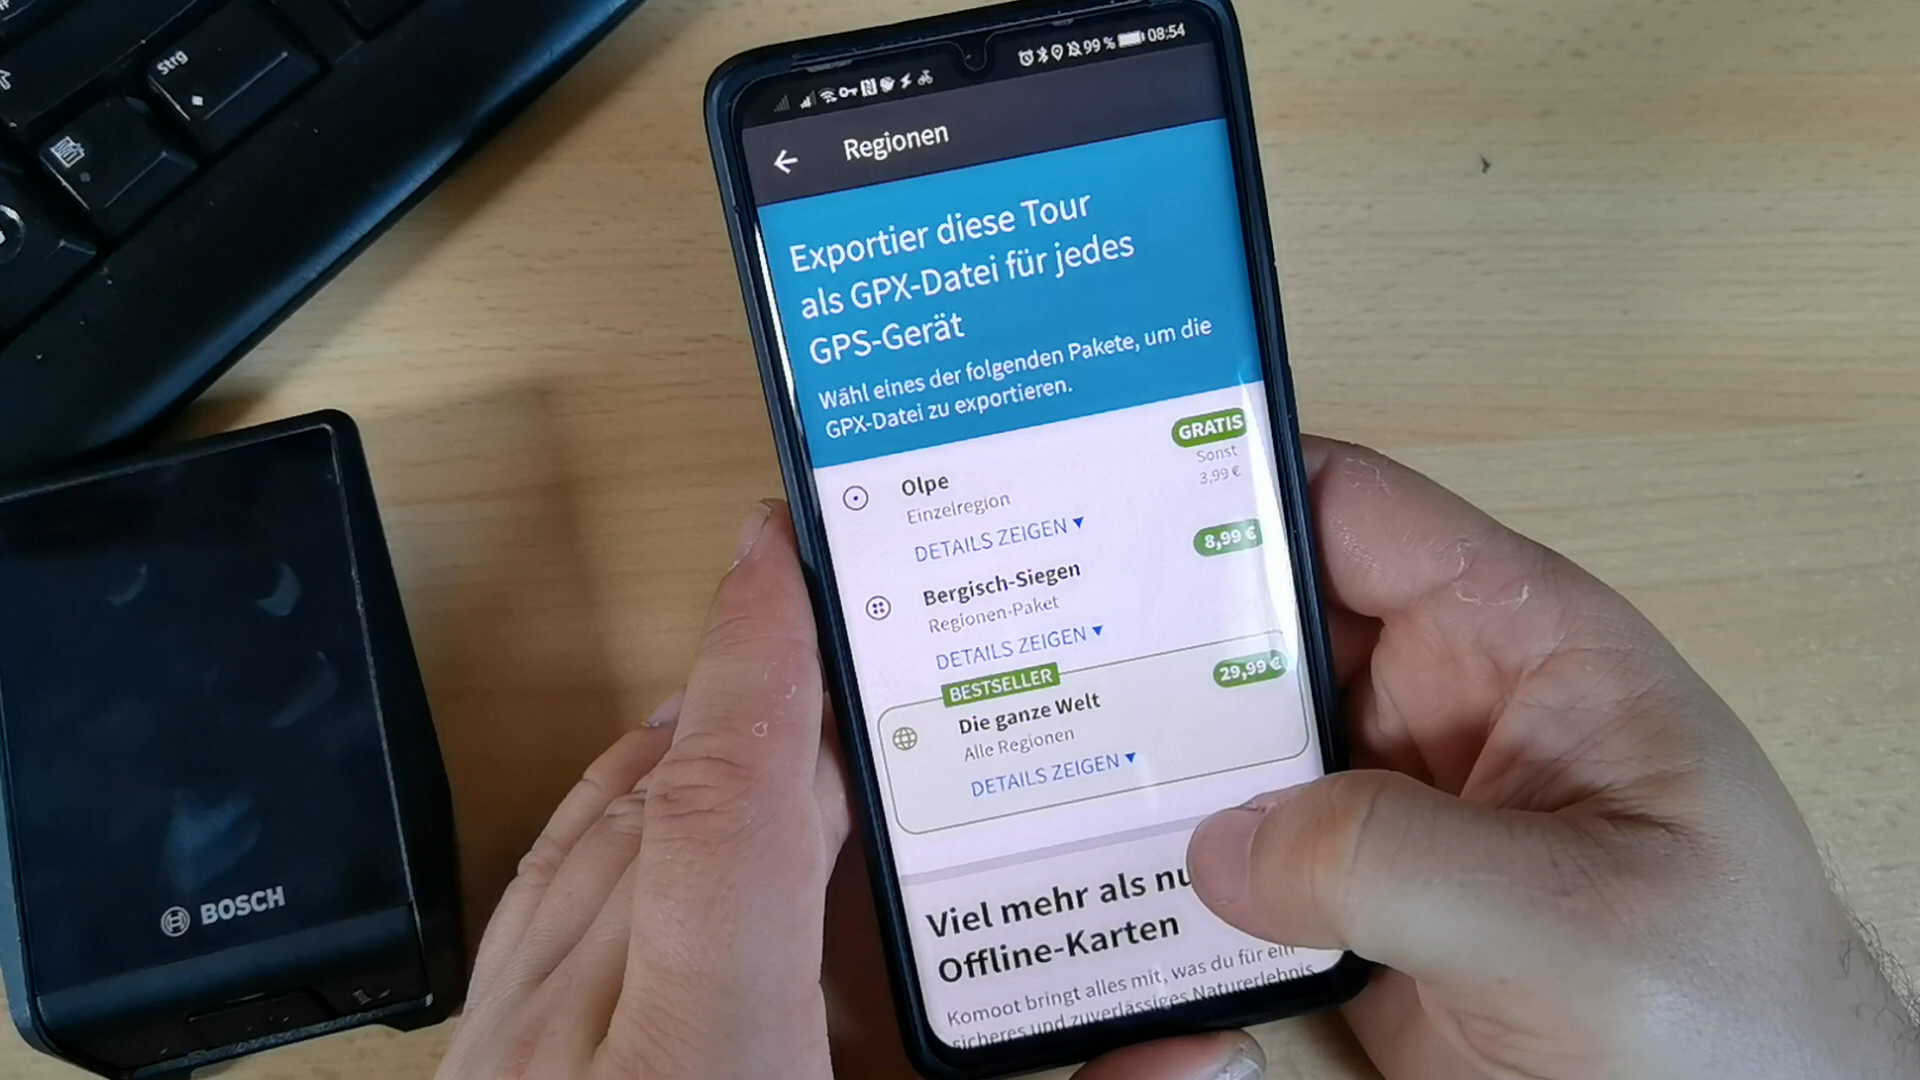 Strg
99 % 08:54
Regionen
Exportier diese Tour
als GPX-Datei für jedes
GPS-Gerät
Wähl eines der folgenden Pakete, um die
GPX-Datei zu exportieren.
GRATIS
Olpe
Sonst
Einzelregion
3,99 €
DETAILS ZEIGEN ▼
8,99 €
Bergisch-Siegen
Regionen-Paket
DETAILS ZEIGEN ▼
BESTSELLER
29,99 €
Die ganze Welt
Alle Regionen
DETAILS ZEIGEN ▼
Viel mehr als
Offline-Karten
Komoot bringt alles mit, was du für ein
sicheres und zuverlässiges Naturerlebnis
BOSCH